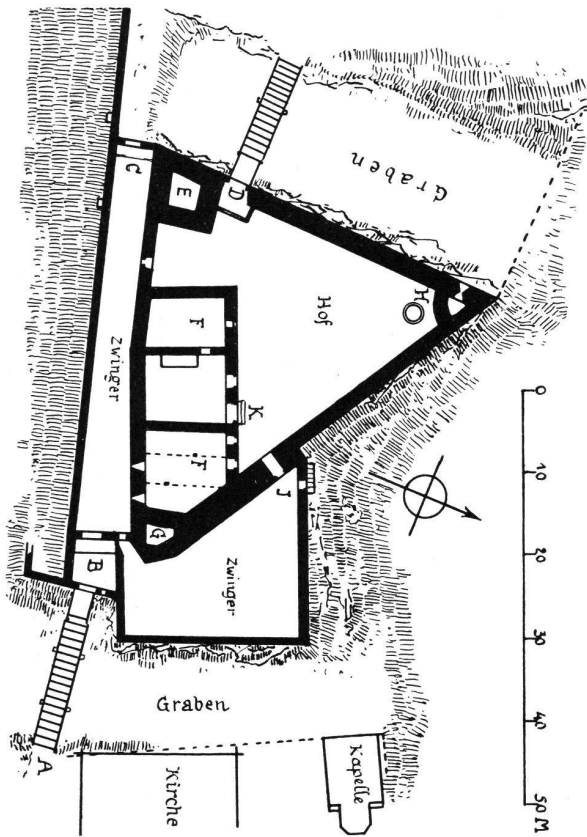 Graben
C
E
D
H
Hof
F
Zwinger
K
F
J
G
B
Zwinger
Graben
A
Kirche
Kapelle
0
10
20
30
40
50 M